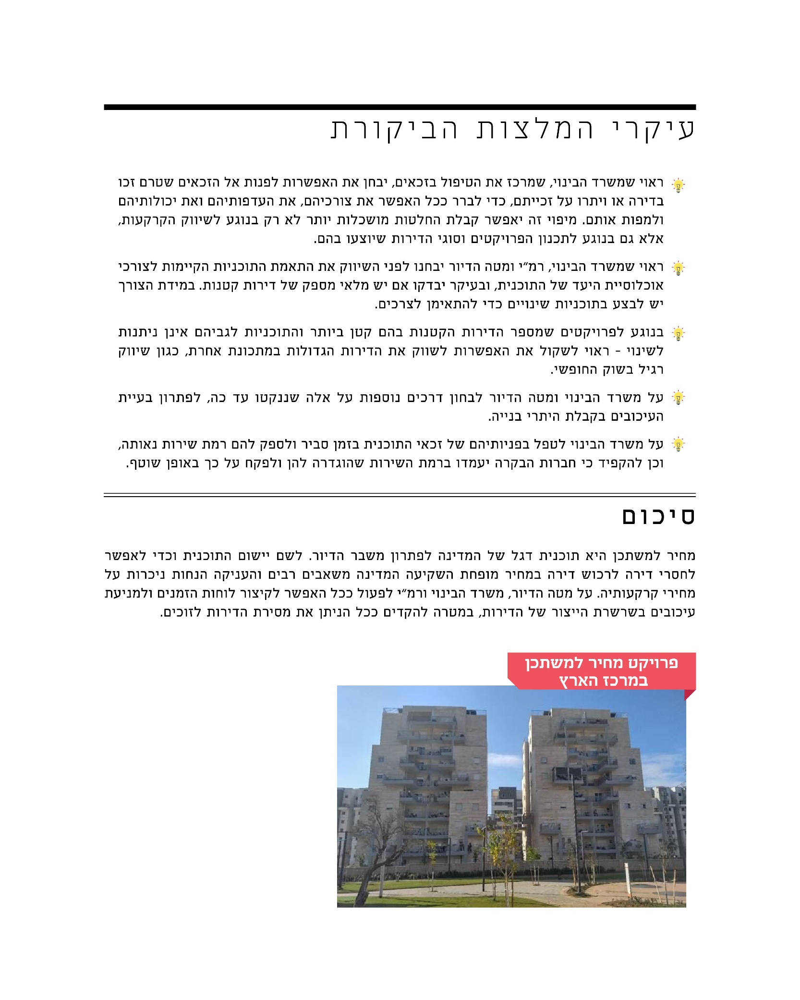 עיקרי המלצות הביקורת
ראוי שמשרד הבינוי, שמרכז את הטיפול בזכאים, יבחן את האפשרות לפנות אל הזכאים שטרם זכו
בדירה או ויתרו על זכייתם, כדי לברר ככל האפשר את צורכיהם, את העדפותיהם ואת יכולותיהם
ולמפות אותם. מיפוי זה יאפשר קבלת החלטות מושכלות יותר לא רק בנוגע לשיווק הקרקעות,
אלא גם בנוגע לתכנון הפרויקטים וסוגי הדירות שיוצעו בהם.
ראוי שמשרד הבינוי, רמ״י ומטה הדיור יבחנו לפני השיווק את התאמת התוכניות הקיימות לצורכי
אוכלוסיית היעד של התוכנית, ובעיקר יבדקו אם יש מלאי מספק של דירות קטנות. במידת הצורך
יש לבצע בתוכניות שינויים כדי להתאימן לצרכים.
בנוגע לפרויקטים שמספר הדירות הקטנות בהם קטן ביותר והתוכניות לגביהם אינן ניתנות
לשינוי - ראוי לשקול את האפשרות לשווק את הדירות הגדולות במתכונת אחרת, כגון שיווק
רגיל בשוק החופשי.
על משרד הבינוי ומטה הדיור לבחון דרכים נוספות על אלה שננקטו עד כה, לפתרון בעיית
העיכובים בקבלת היתרי בנייה.
על משרד הבינוי לטפל בפניותיהם של זכאי התוכנית בזמן סביר ולספק להם רמת שירות נאותה,
וכן להקפיד כי חברות הבקרה יעמדו ברמת השירות שהוגדרה להן ולפקח על כך באופן שוטף.
סיכום
מחיר למשתכן היא תוכנית דגל של המדינה לפתרון משבר הדיור. לשם יישום התוכנית וכדי לאפשר
לחסרי דירה לרכוש דירה במחיר מופחת השקיעה המדינה משאבים רבים והעניקה הנחות ניכרות על
מחירי קרקעותיה. על מטה הדיור, משרד הבינוי ורמ״י לפעול ככל האפשר לקיצור לוחות הזמנים ולמניעת
עיכובים בשרשרת הייצור של הדירות, במטרה להקדים ככל הניתן את מסירת הדירות לזוכים.
פרויקט מחיר למשתכן
במרכז הארץ